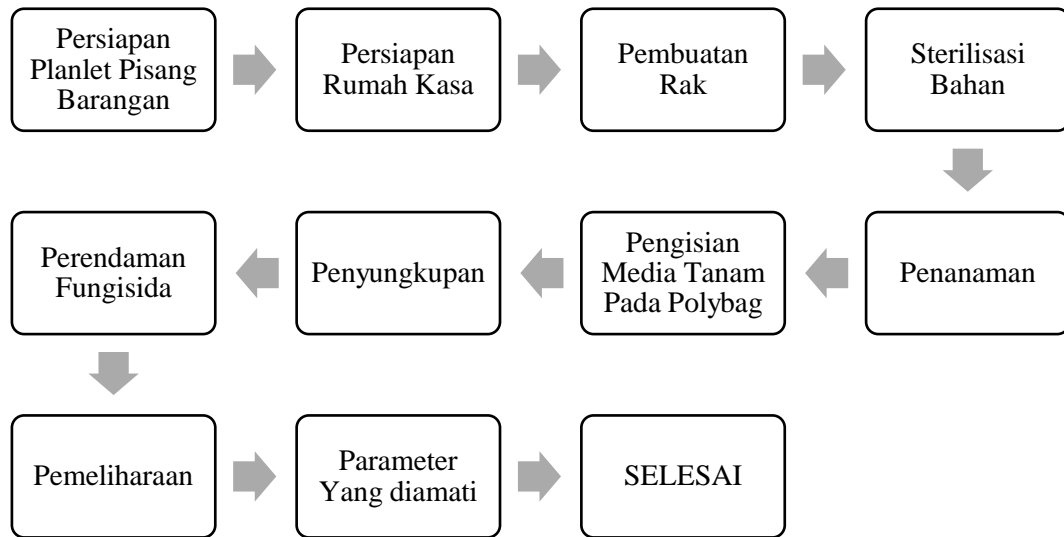 Persiapan
Planlet Pisang
Barangan
Persiapan
Rumah Kasa
Pembuatan
Rak
Sterilisasi
Bahan
Penanaman
Pengisian
Media Tanam
Pada Polybag
Penyungkupan
Perendaman
Fungisida
Pemeliharaan
Parameter
Yang diamati
SELESAI